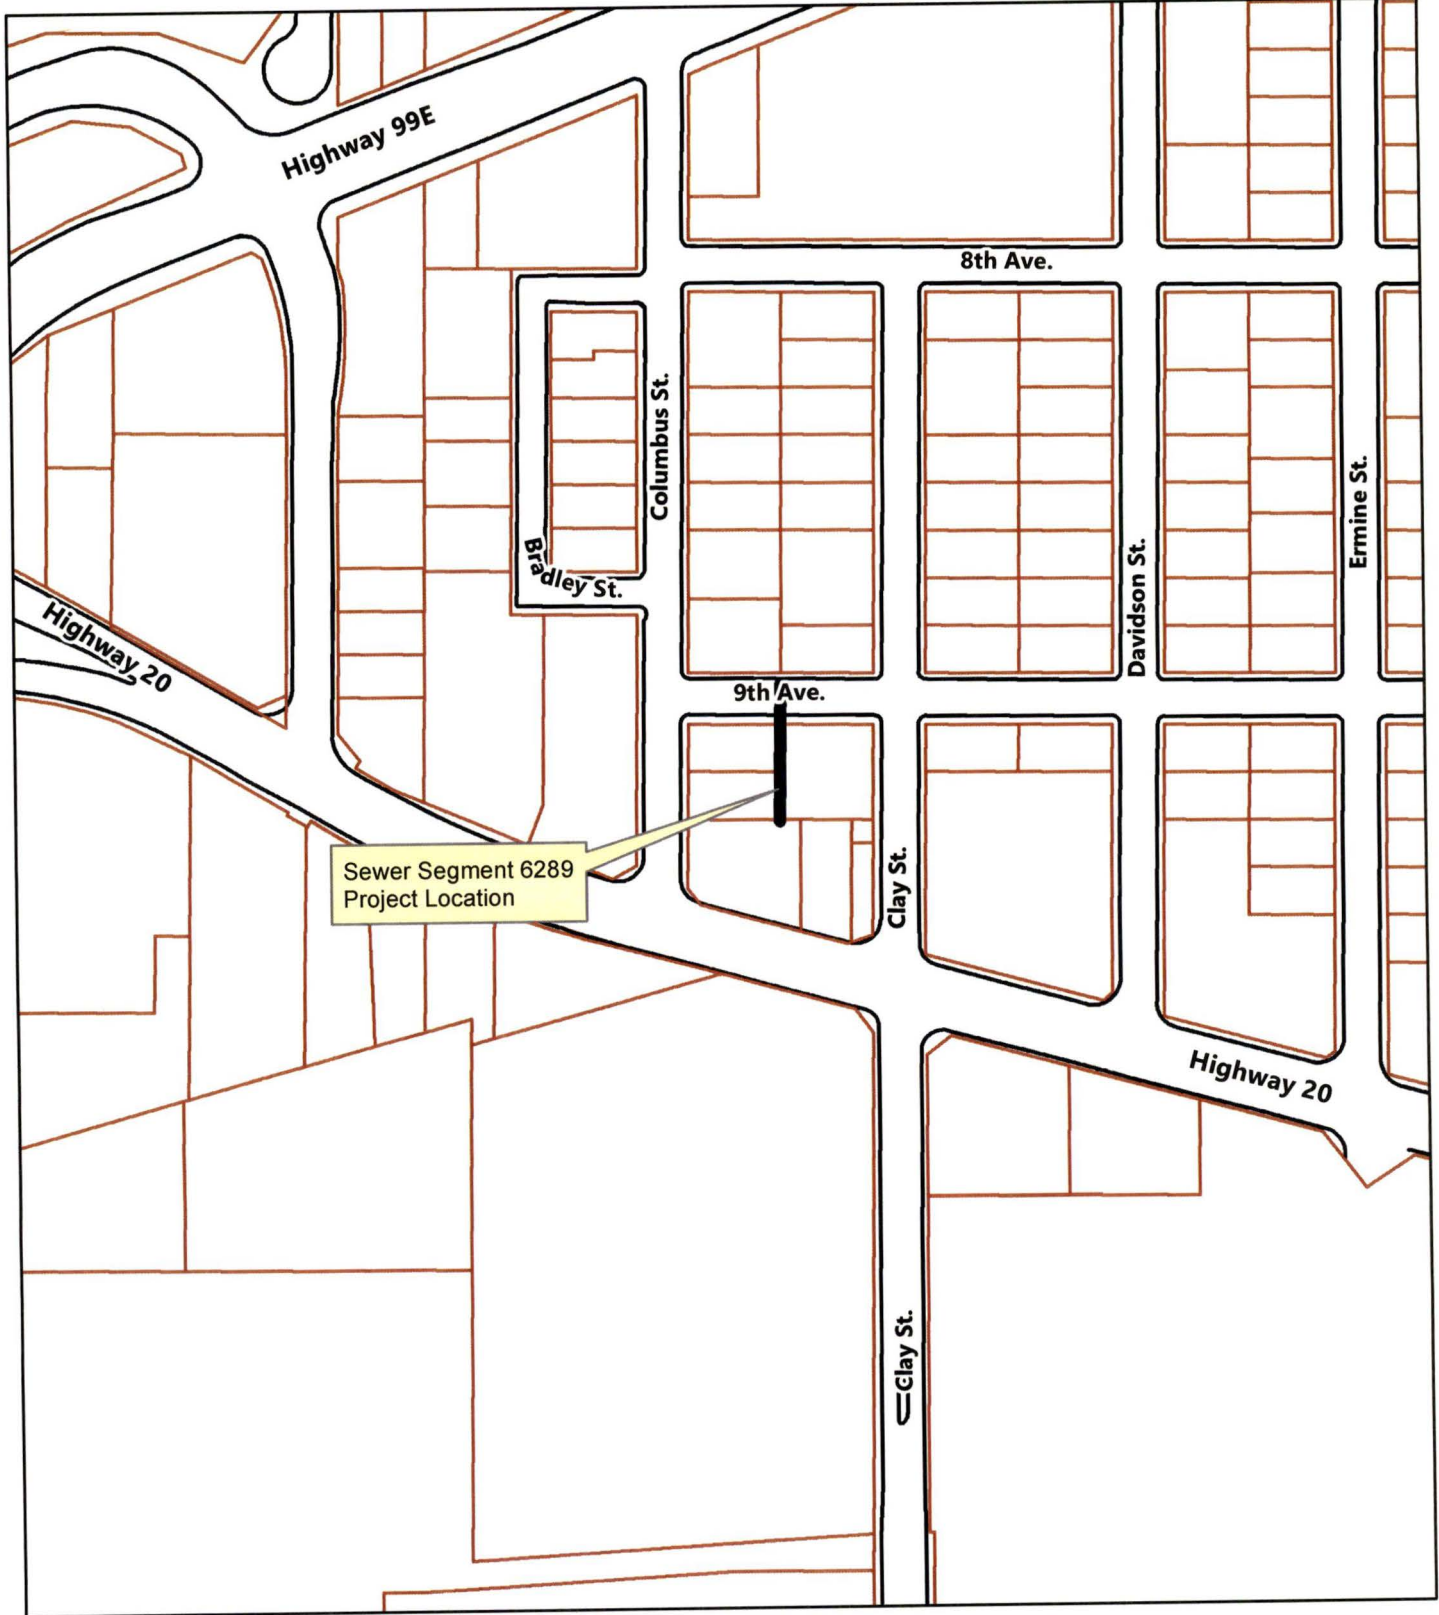 Highway 99E
8th Ave.
Columbus St.
Ermine St.
Bradley St.
Davidson St.
Highway 20
9th Ave.
Sewer Segment 6289
Project Location
Clay St.
Highway 20
Clay St.